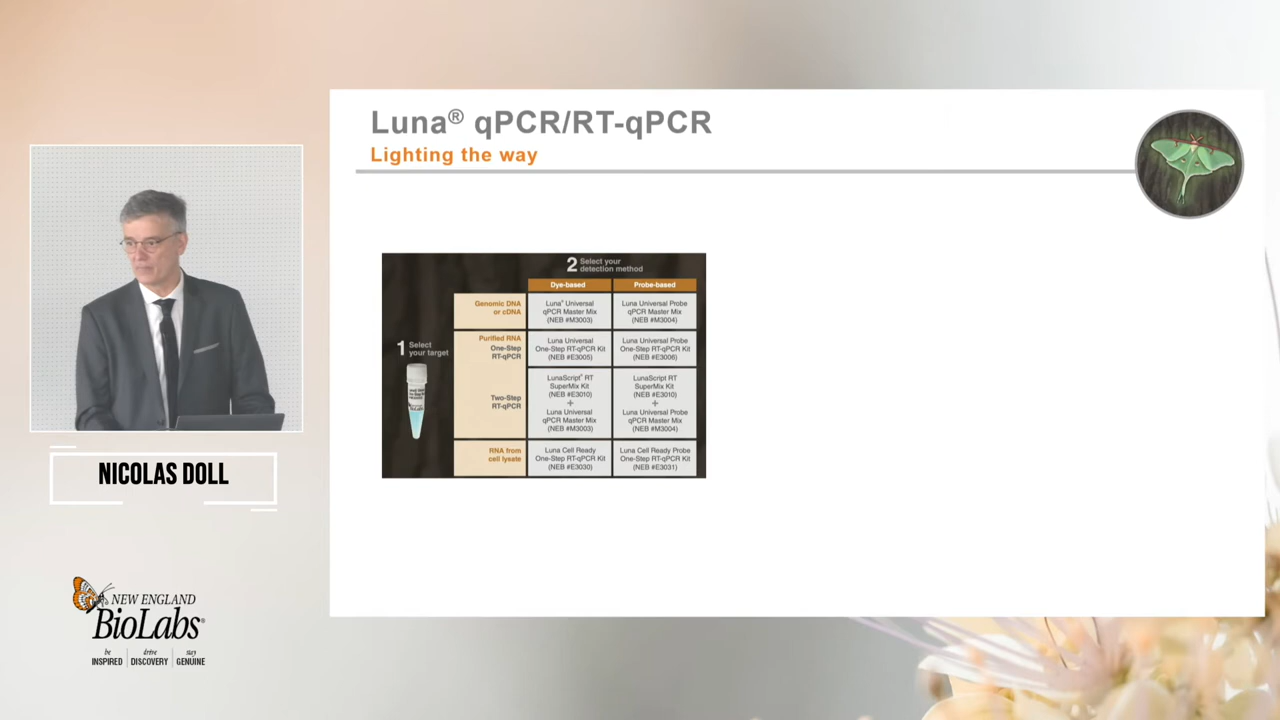 Luna® qPCR/RT-qPCR
Lighting the way
2 Select your
detection method
Dye-based
Probe-based
1 Select
your target
Genomic DNA
or cDNA
Luna® Universal
qPCR Master Mix
(NEB #M3003)
Luna Universal Probe
qPCR Master Mix
(NEB #M3004)
Purified RNA
One-Step
RT-qPCR
Luna Universal
One-Step RT-qPCR Kit
(NEB #E3005)
Luna Universal Probe
One-Step RT-qPCR Kit
(NEB #E3006)
Two-Step
RT-qPCR
LunaScript® RT
SuperMix Kit
(NEB #E3010)
+
Luna Universal
qPCR Master Mix
(NEB #M3003)
LunaScript RT
SuperMix Kit
(NEB #E3010)
+
Luna Universal Probe
qPCR Master Mix
(NEB #M3004)
RNA from
cell lysate
Luna Cell Ready
One-Step RT-qPCR Kit
(NEB #E3030)
Luna Cell Ready Probe
One-Step RT-qPCR Kit
(NEB #E3031)
NICOLAS DOLL
NEW ENGLAND
BioLabs®
be INSPIRED
drive DISCOVERY
stay GENUINE